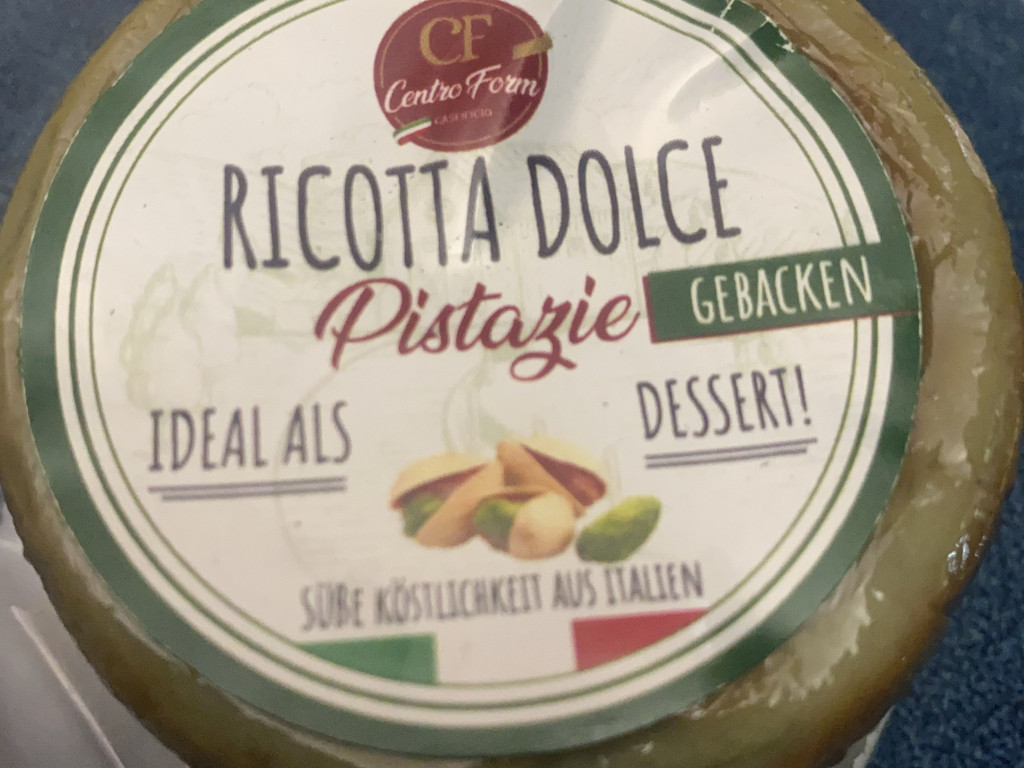 CF
Centro Form
CASEIFICIO
RICOTTA DOLCE
Pistazie
GEBACKEN
IDEAL ALS
DESSERT!
SÜßE KÖSTLICHKEIT AUS ITALIEN